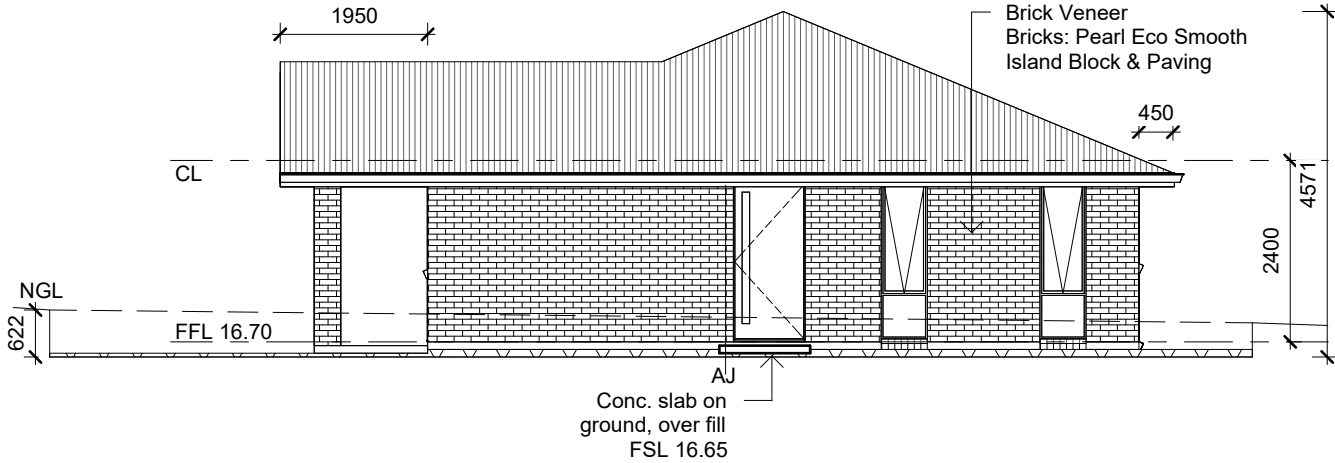 1950
Brick Veneer
Bricks: Pearl Eco Smooth
Island Block & Paving
450
CL
4571
2400
NGL
622
FFL 16.70
AJ
Conc. slab on
ground, over fill
FSL 16.65